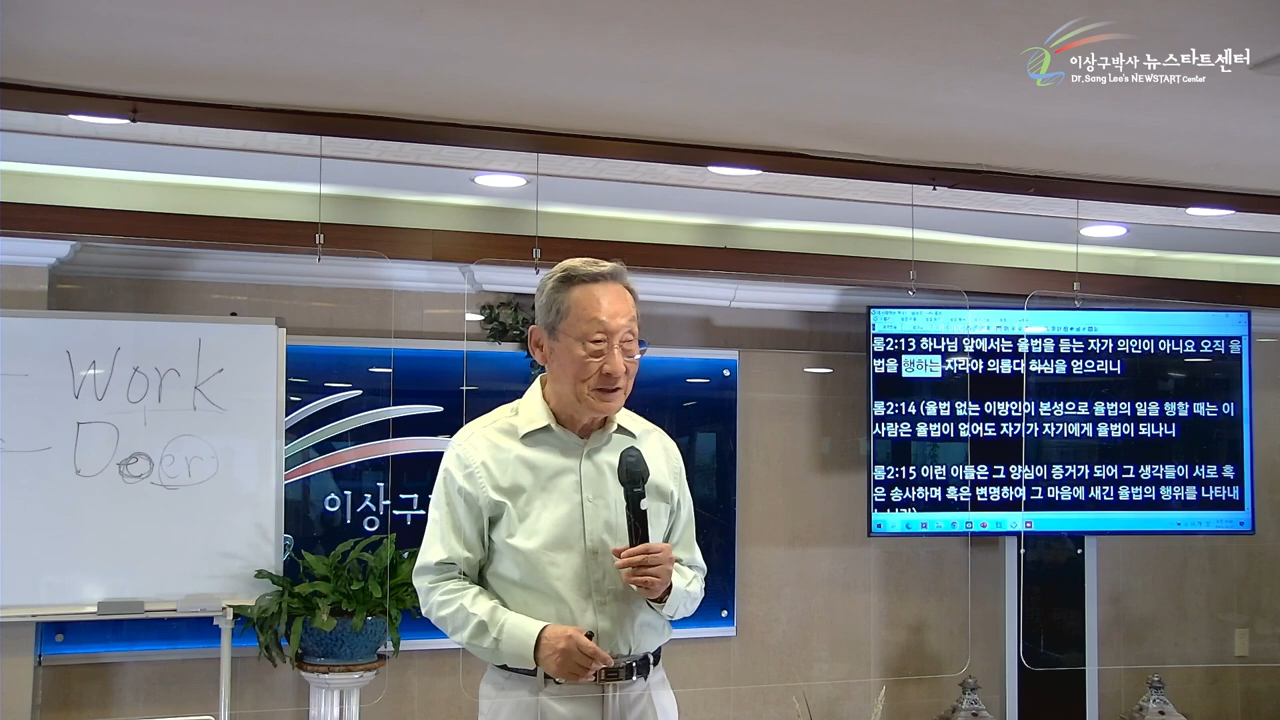 이상구박사 뉴스타트센터
Dr. Sang Lee's NEWSTART Center
Work
Doer
이상구
롬2:13 하나님 앞에서는 율법을 듣는 자가 의인이 아니요 오직 율
법을 행하는 자라야 의롭다 하심을 얻으리니
롬2:14 (율법 없는 이방인이 본성으로 율법의 일을 행할 때는 이
사람은 율법이 없어도 자기가 자기에게 율법이 되나니
롬2:15 이런 이들은 그 양심이 증거가 되어 그 생각들이 서로 혹
은 송사하며 혹은 변명하여 그 마음에 새긴 율법의 행위를 나타내